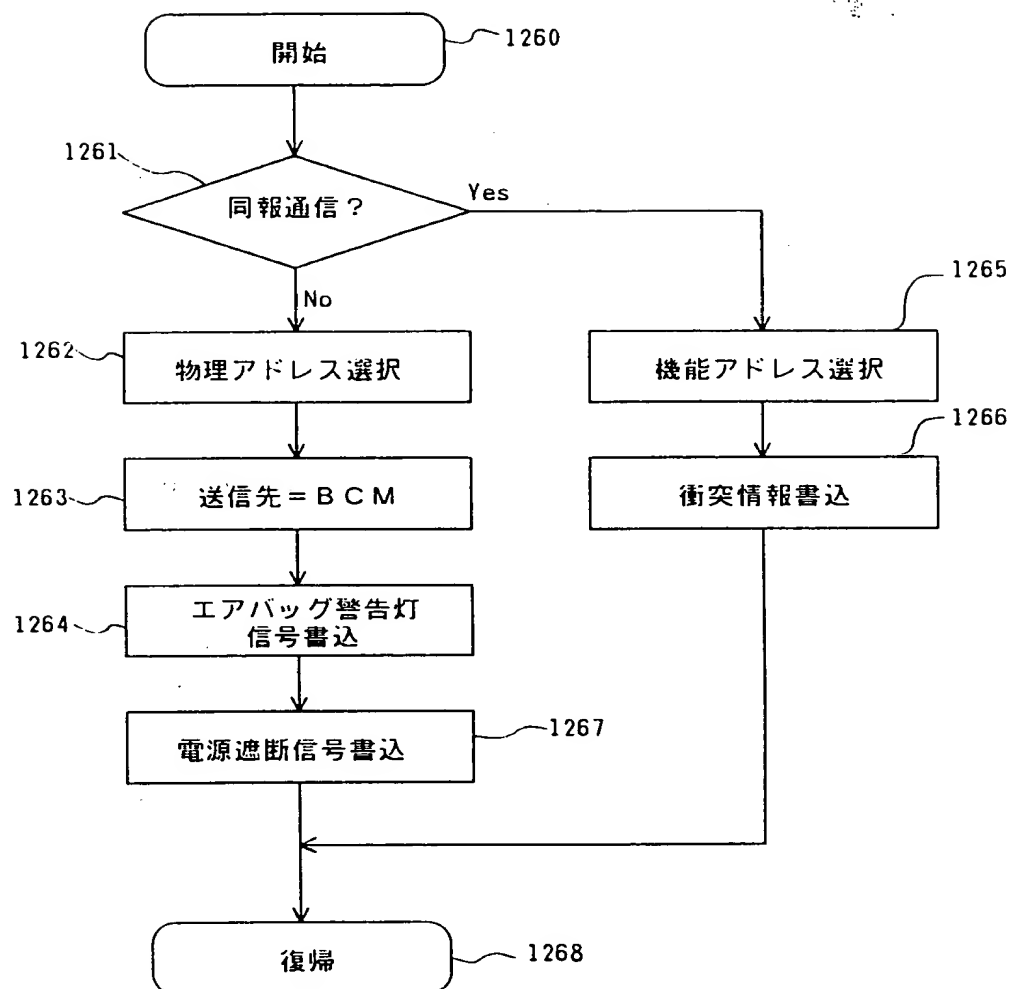 開始
1260
1261
同報通信？
Yes
No
1262
物理アドレス選択
1265
機能アドレス選択
1263
送信先＝ＢＣＭ
1266
衝突情報書込
1264
エアバッグ警告灯
信号書込
電源遮断信号書込
1267
復帰
1268